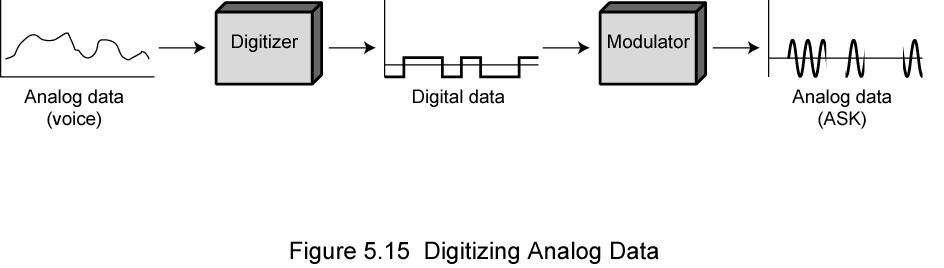 Digitizer
Modulator
Analog data
(voice)
Digital data
Analog data
(ASK)
Figure 5.15 Digitizing Analog Data